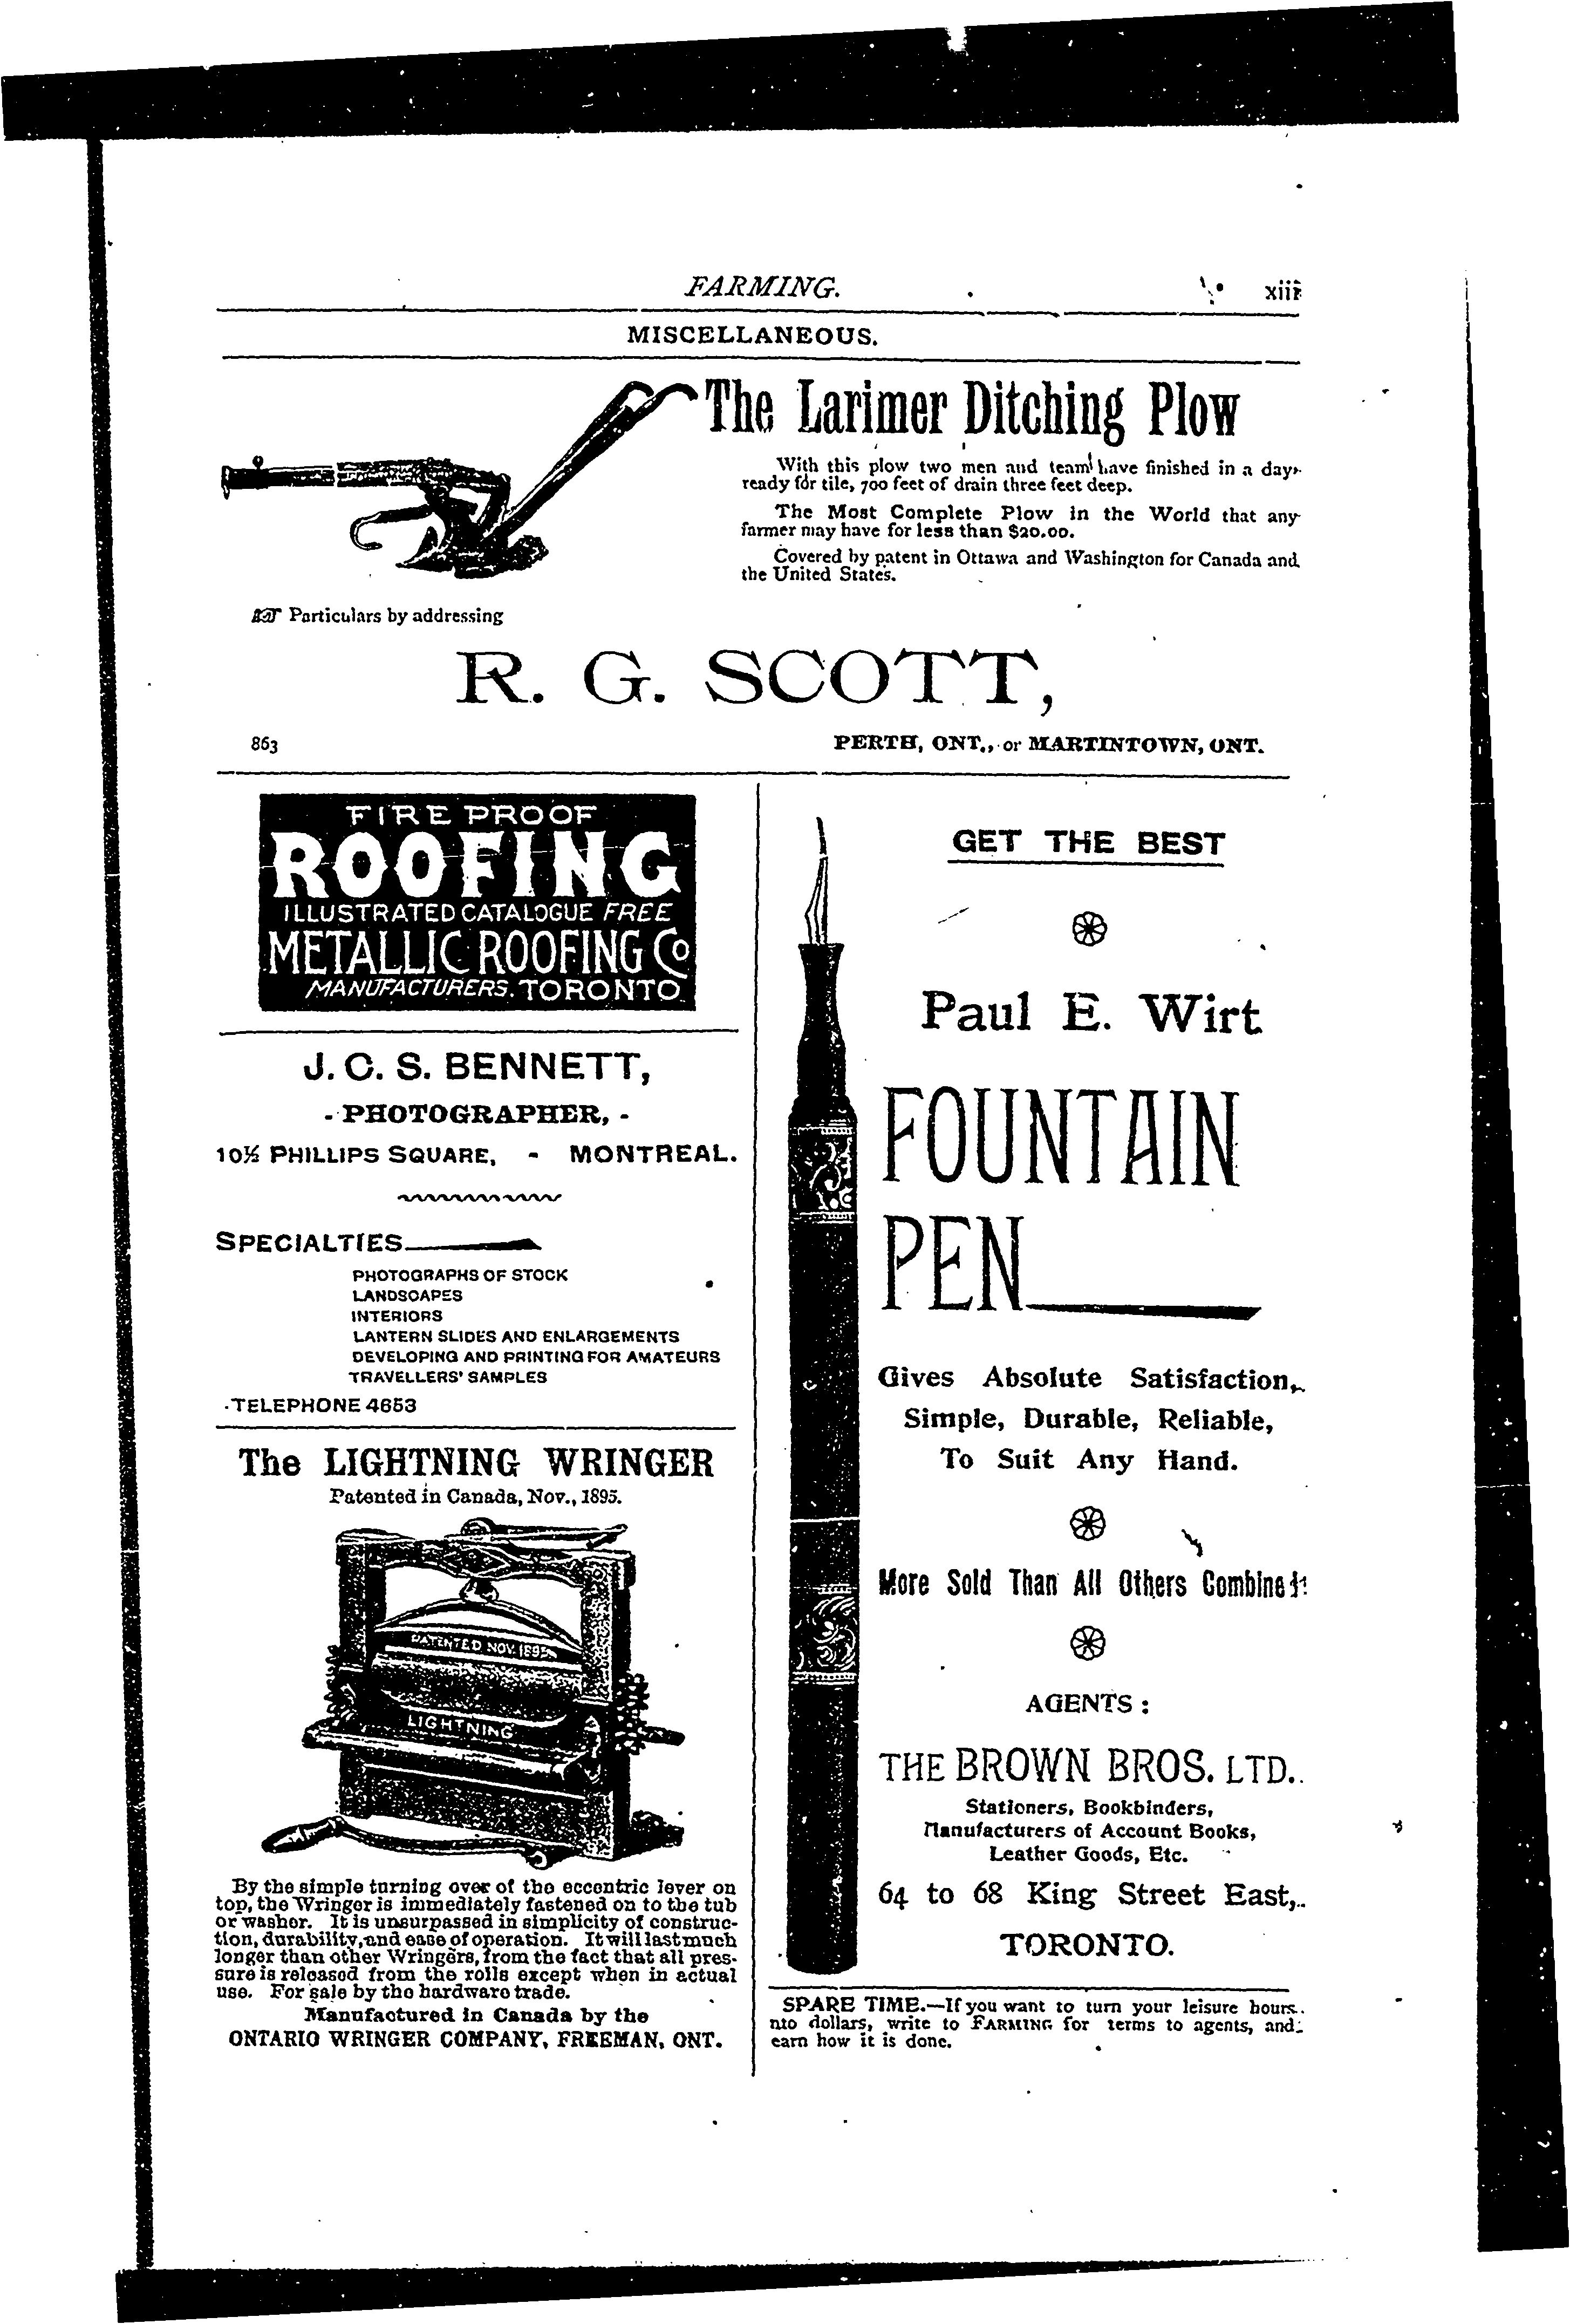 FARMING.
xiii
MISCELLANEOUS.
The Larimer Ditching Plow
With this plow two men and team have finished in a day,
ready for tile, 700 feet of drain three feet deep.
The Most Complete Plow in the World that any
farmer may have for less than $20.00.
Covered by patent in Ottawa and Washington for Canada and
the United States.
☞ Particulars by addressing
R. G. SCOTT,
863
PERTH, ONT., or MARTINTOWN, ONT.
FIRE PROOF
ROOFING
ILLUSTRATED CATALOGUE FREE
METALLIC ROOFING Co
MANUFACTURERS. TORONTO
J. C. S. BENNETT,
- PHOTOGRAPHER, -
10½ PHILLIPS SQUARE, - MONTREAL.
SPECIALTIES
PHOTOGRAPHS OF STOCK
LANDSCAPES
INTERIORS
LANTERN SLIDES AND ENLARGEMENTS
DEVELOPING AND PRINTING FOR AMATEURS
TRAVELLERS' SAMPLES
TELEPHONE 4653
The LIGHTNING WRINGER
Patented in Canada, Nov., 1895.
PATENTED NOV. 1895
LIGHTNING
By the simple turning over of the eccentric lever on
top, the Wringer is immediately fastened on to the tub
or washer. It is unsurpassed in simplicity of construc-
tion, durability, and ease of operation. It will last much
longer than other Wringers, from the fact that all pres-
sure is released from the rolls except when in actual
use. For sale by the hardware trade.
Manufactured in Canada by the
ONTARIO WRINGER COMPANY, FREEMAN, ONT.
GET THE BEST
Paul E. Wirt
FOUNTAIN
PEN
Gives Absolute Satisfaction,
Simple, Durable, Reliable,
To Suit Any Hand.
More Sold Than All Others Combined
AGENTS :
THE BROWN BROS. LTD.
Stationers, Bookbinders,
Manufacturers of Account Books,
Leather Goods, Etc.
64 to 68 King Street East,
TORONTO.
SPARE TIME.—If you want to turn your leisure hours
nto dollars, write to FARMING for terms to agents, and
earn how it is done.